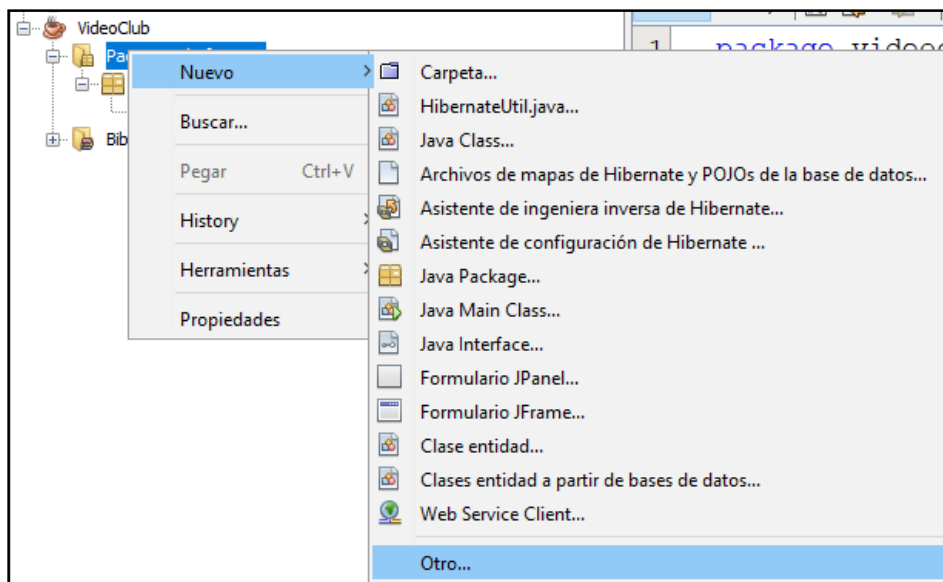 VideoClub
1 package
Nuevo
Buscar...
Pegar Ctrl+V
History
Herramientas
Propiedades
Carpeta...
HibernateUtil.java...
Java Class...
Archivos de mapas de Hibernate y POJOs de la base de datos...
Asistente de ingeniera inversa de Hibernate...
Asistente de configuración de Hibernate ...
Java Package...
Java Main Class...
Java Interface...
Formulario JPanel...
Formulario JFrame...
Clase entidad...
Clases entidad a partir de bases de datos...
Web Service Client...
Otro...